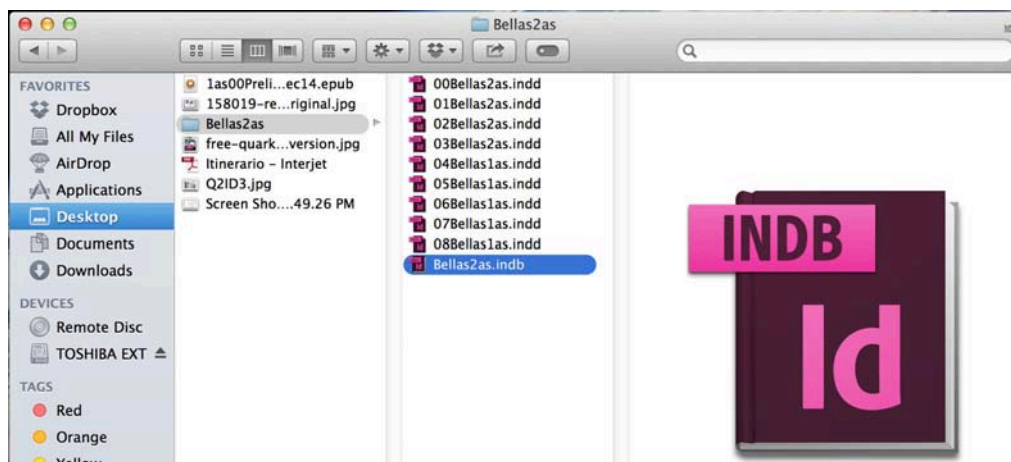 Bellas2as
FAVORITES
Dropbox
All My Files
AirDrop
Applications
Desktop
Documents
Downloads
DEVICES
Remote Disc
TOSHIBA EXT
TAGS
Red
Orange
Yellow
1as00Preli...ec14.epub
158019-re...riginal.jpg
Bellas2as
free-quark...version.jpg
Itinerario – Interjet
Q2ID3.jpg
Screen Sho....49.26 PM
00Bellas2as.indd
01Bellas2as.indd
02Bellas2as.indd
03Bellas2as.indd
04Bellas1as.indd
05Bellas1as.indd
06Bellas1as.indd
07Bellas1as.indd
08Bellas1as.indd
Bellas2as.indb
INDB
Id